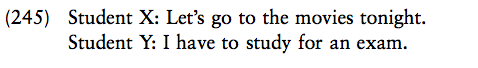 (245) Student X: Let’s go to the movies tonight.
Student Y: I have to study for an exam.